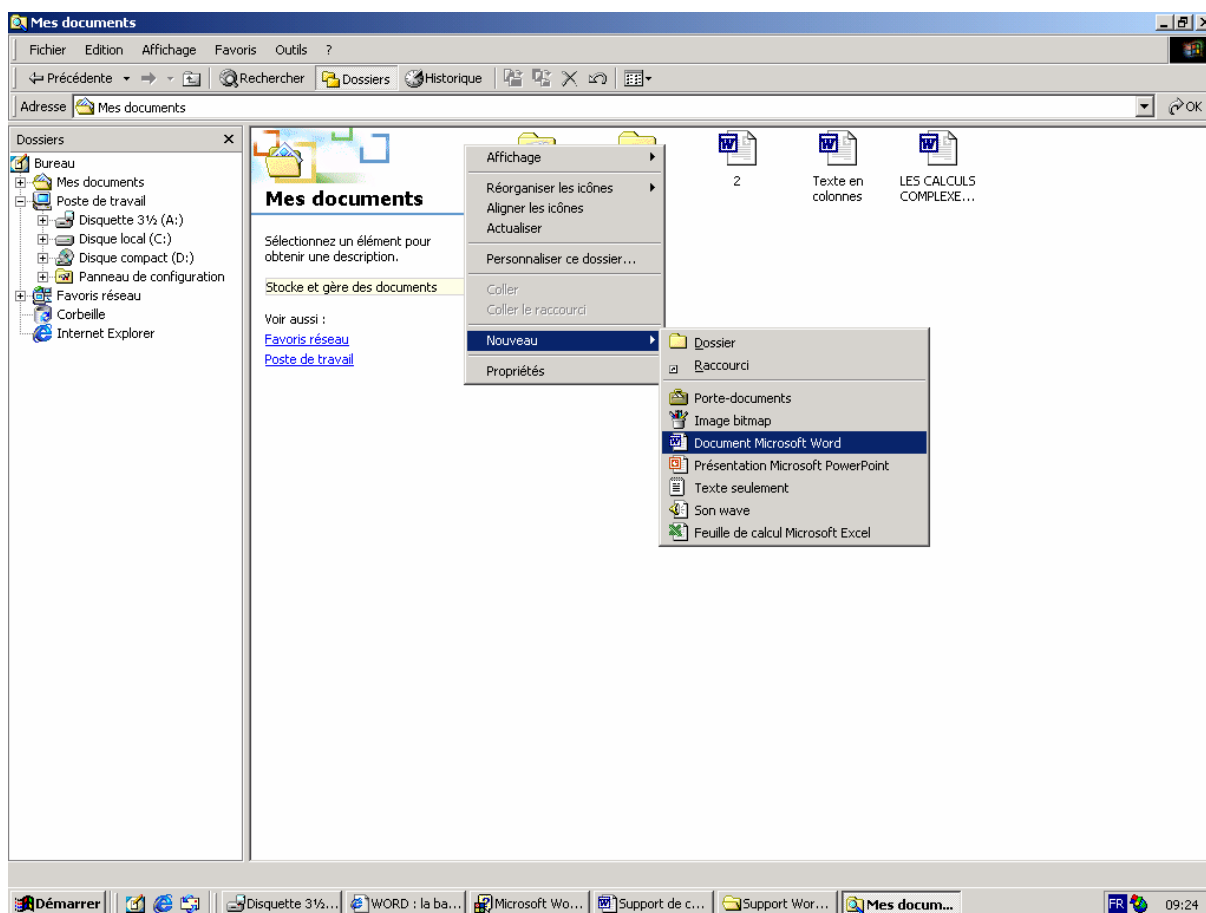 Mes documents
Fichier Edition Affichage Favoris Outils ?
Précédente Rechercher Dossiers Historique
Adresse Mes documents OK
Dossiers
Bureau
Mes documents
Poste de travail
Disquette 3½ (A:)
Disque local (C:)
Disque compact (D:)
Panneau de configuration
Favoris réseau
Corbeille
Internet Explorer
Mes documents
Sélectionnez un élément pour
obtenir une description.
Stocke et gère des documents
Voir aussi :
Favoris réseau
Poste de travail
2
Texte en
colonnes
LES CALCULS
COMPLEXE...
Affichage
Réorganiser les icônes
Aligner les icônes
Actualiser
Personnaliser ce dossier...
Coller
Coller le raccourci
Nouveau
Propriétés
Dossier
Raccourci
Porte-documents
Image bitmap
Document Microsoft Word
Présentation Microsoft PowerPoint
Texte seulement
Son wave
Feuille de calcul Microsoft Excel
Démarrer Disquette 3½... WORD : la ba... Microsoft Wo... Support de c... Support Wor... Mes docum... FR 09:24